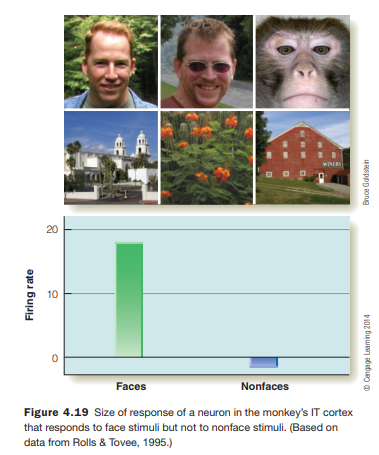 WINERY
Bruce Goldstein
20
10
0
Firing rate
Faces
Nonfaces
© Cengage Learning 2014
Figure 4.19 Size of response of a neuron in the monkey's IT cortex
that responds to face stimuli but not to nonface stimuli. (Based on
data from Rolls & Tovee, 1995.)